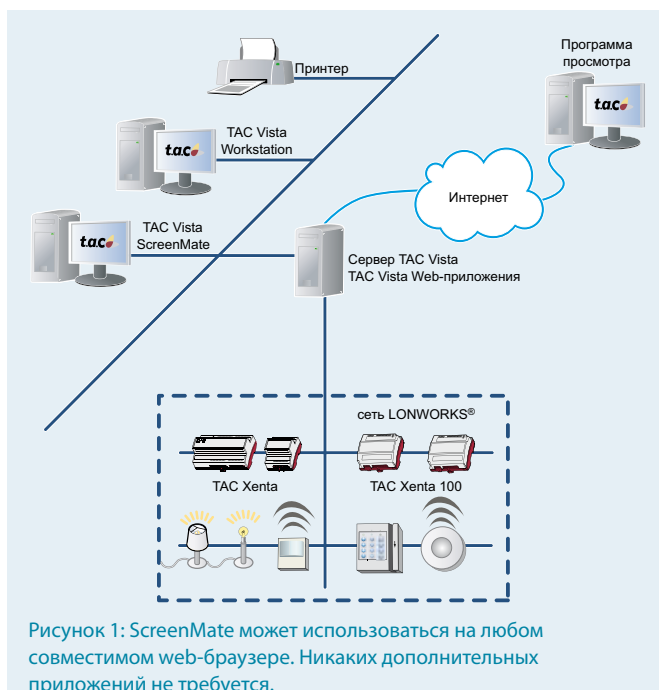 Принтер
Программа
просмотра
t.a.c
TAC Vista
Workstation
t.a.c
Интернет
TAC Vista
ScreenMate
t.a.c
Сервер TAC Vista
TAC Vista Web-приложения
сеть LONWORKS®
TAC Xenta
TAC Xenta 100
Рисунок 1: ScreenMate может использоваться на любом
совместимом web-браузере. Никаких дополнительных
приложений не требуется.